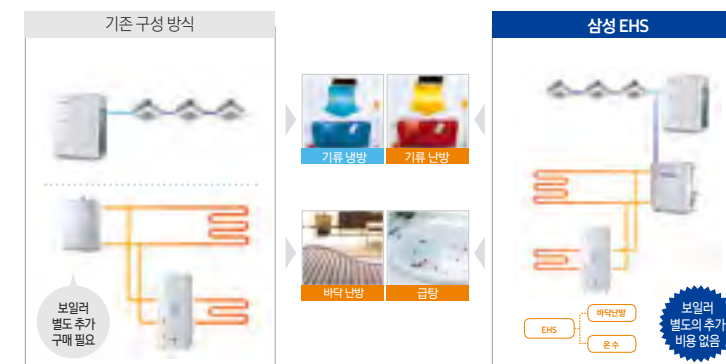 기존 구성 방식
삼성 EHS
기류 냉방
기류 난방
바닥 난방
급탕
보일러
별도 추가
구매 필요
EHS
바닥난방
온수
보일러
별도의 추가
비용 없음